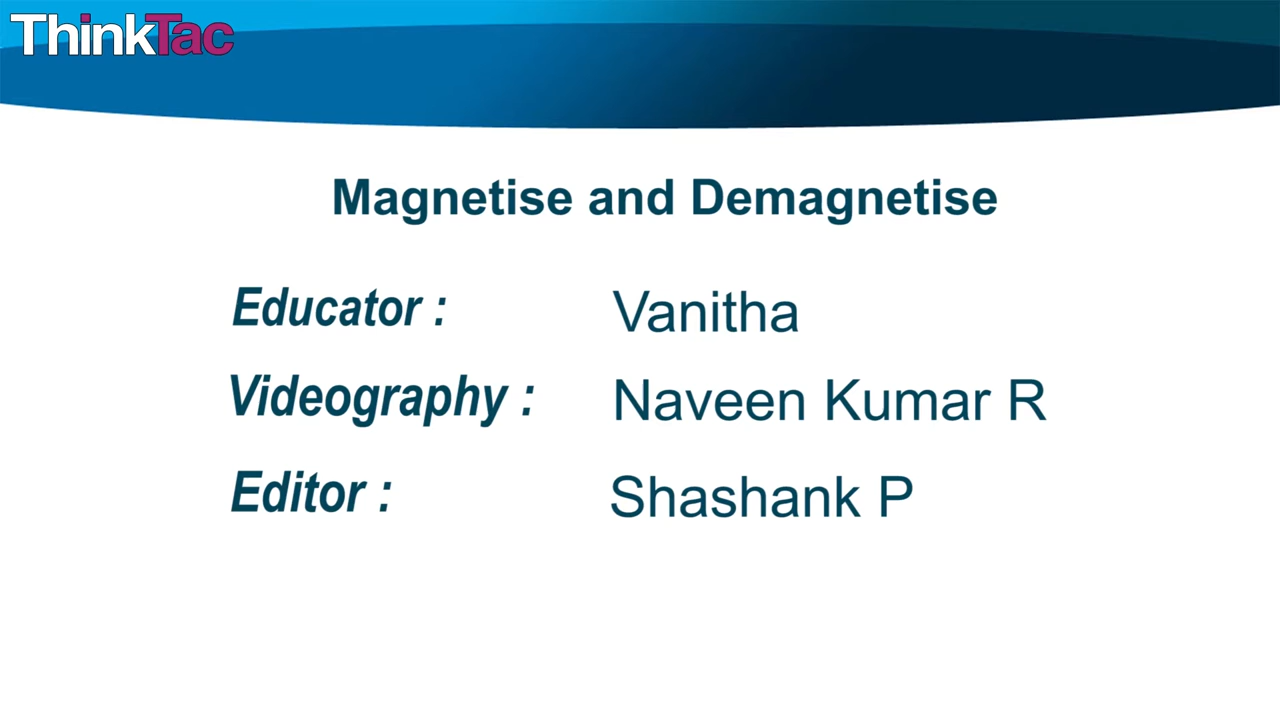 ThinkTac
Magnetise and Demagnetise
Educator : Vanitha
Videography : Naveen Kumar R
Editor : Shashank P